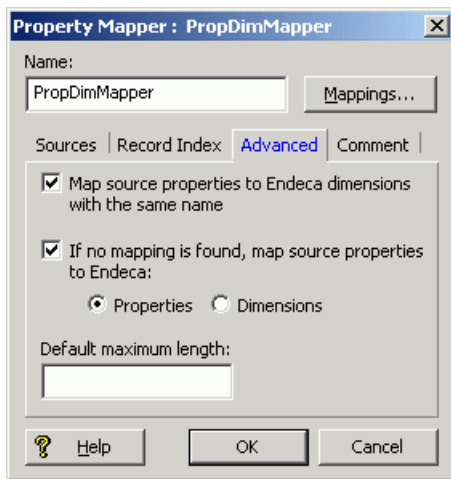 Property Mapper : PropDimMapper
Name:
PropDimMapper
Mappings...
Sources Record Index Advanced Comment
Map source properties to Endeca dimensions
with the same name
If no mapping is found, map source properties
to Endeca:
Properties Dimensions
Default maximum length:
Help OK Cancel